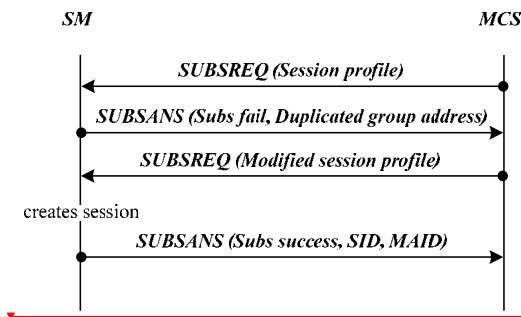 SM MCS
SUBSREQ (Session profile)
SUBSANS (Subs fail, Duplicated group address)
SUBSREQ (Modified session profile)
creates session
SUBSANS (Subs success, SID, MAID)